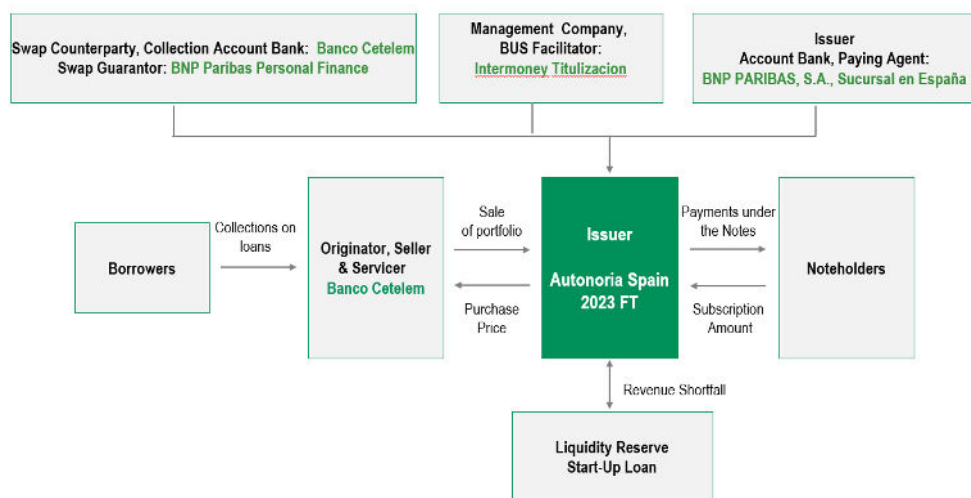 Swap Counterparty, Collection Account Bank: Banco Cetelem
Swap Guarantor: BNP Paribas Personal Finance
Management Company,
BUS Facilitator:
Intermoney Titulizacion
Issuer
Account Bank, Paying Agent:
BNP PARIBAS, S.A., Sucursal en España
Borrowers
Collections on
loans
Originator, Seller
& Servicer
Banco Cetelem
Sale
of portfolio
Purchase
Price
Issuer
Autonoria Spain
2023 FT
Payments under
the Notes
Subscription
Amount
Noteholders
Revenue Shortfall
Liquidity Reserve
Start-Up Loan